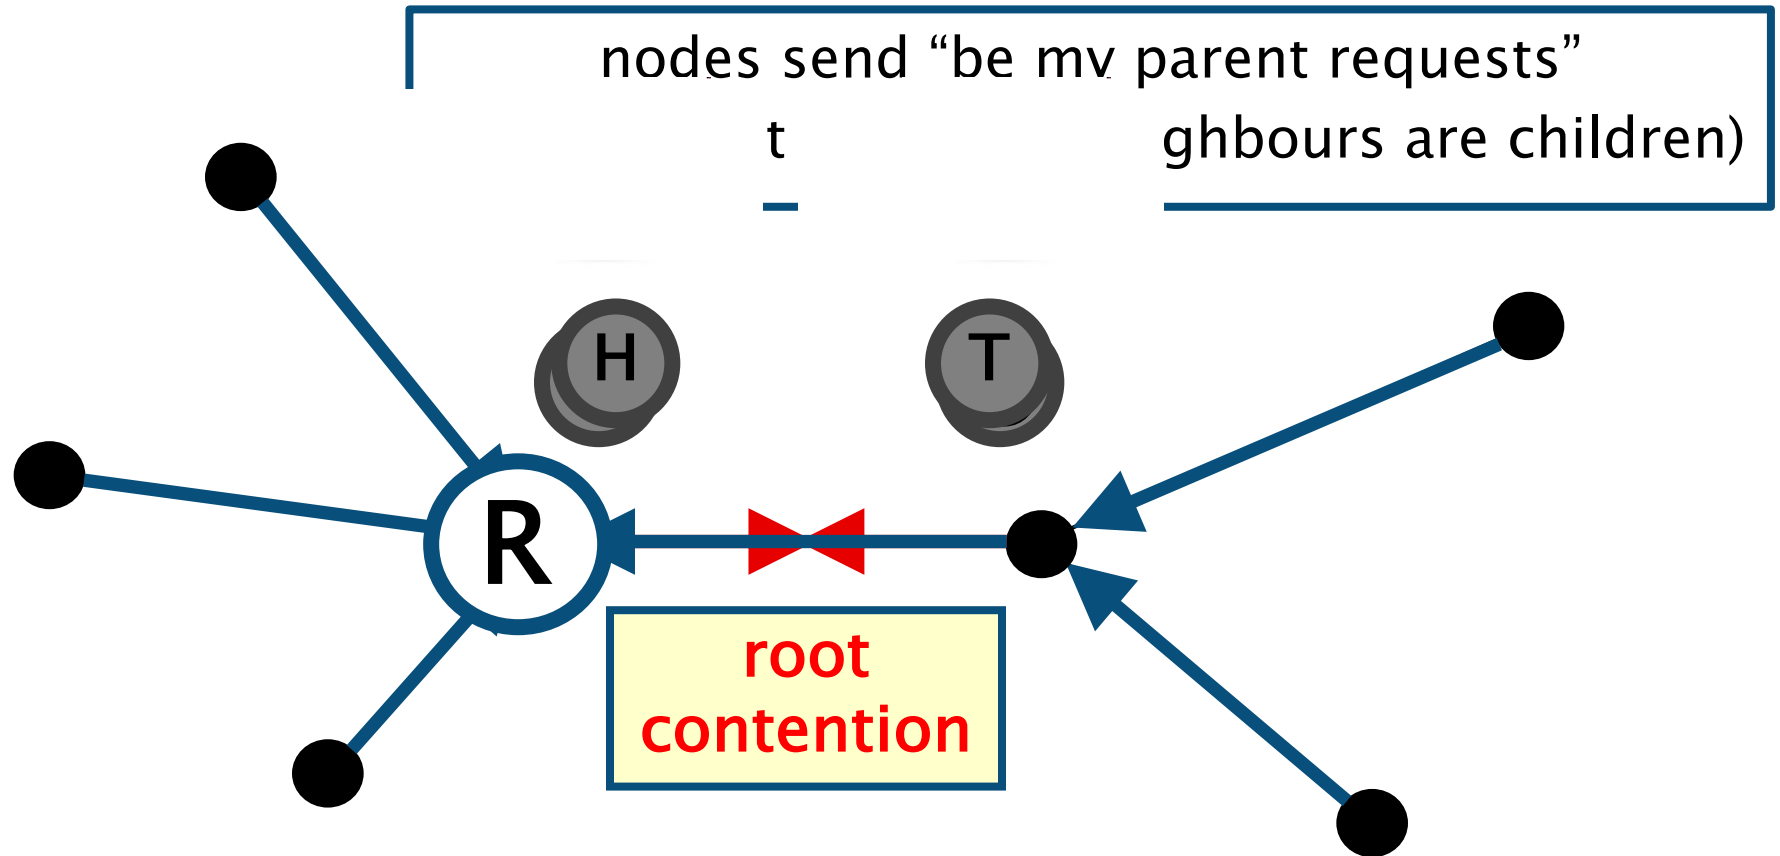 nodes send “be my parent requests”
t ghbours are children)
H
T
R
root
contention